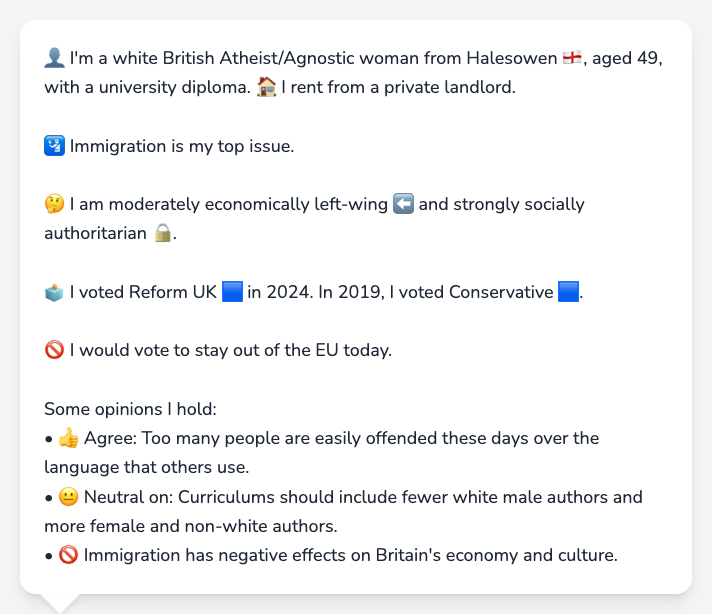 👤 I'm a white British Atheist/Agnostic woman from Halesowen 🏴󠁧󠁢󠁥󠁮󠁧󠁿, aged 49,
with a university diploma. 🏠 I rent from a private landlord.
🛂 Immigration is my top issue.
🤔 I am moderately economically left-wing ⬅️ and strongly socially
authoritarian 🔒.
🗳️ I voted Reform UK 🟦 in 2024. In 2019, I voted Conservative 🟦.
🚫 I would vote to stay out of the EU today.
Some opinions I hold:
• 👍 Agree: Too many people are easily offended these days over the
language that others use.
• 😐 Neutral on: Curriculums should include fewer white male authors and
more female and non-white authors.
• 🚫 Immigration has negative effects on Britain's economy and culture.